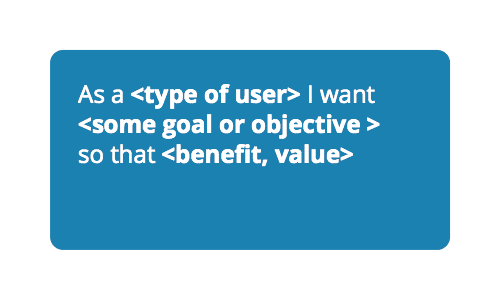 As a <type of user> I want
<some goal or objective >
so that <benefit, value>